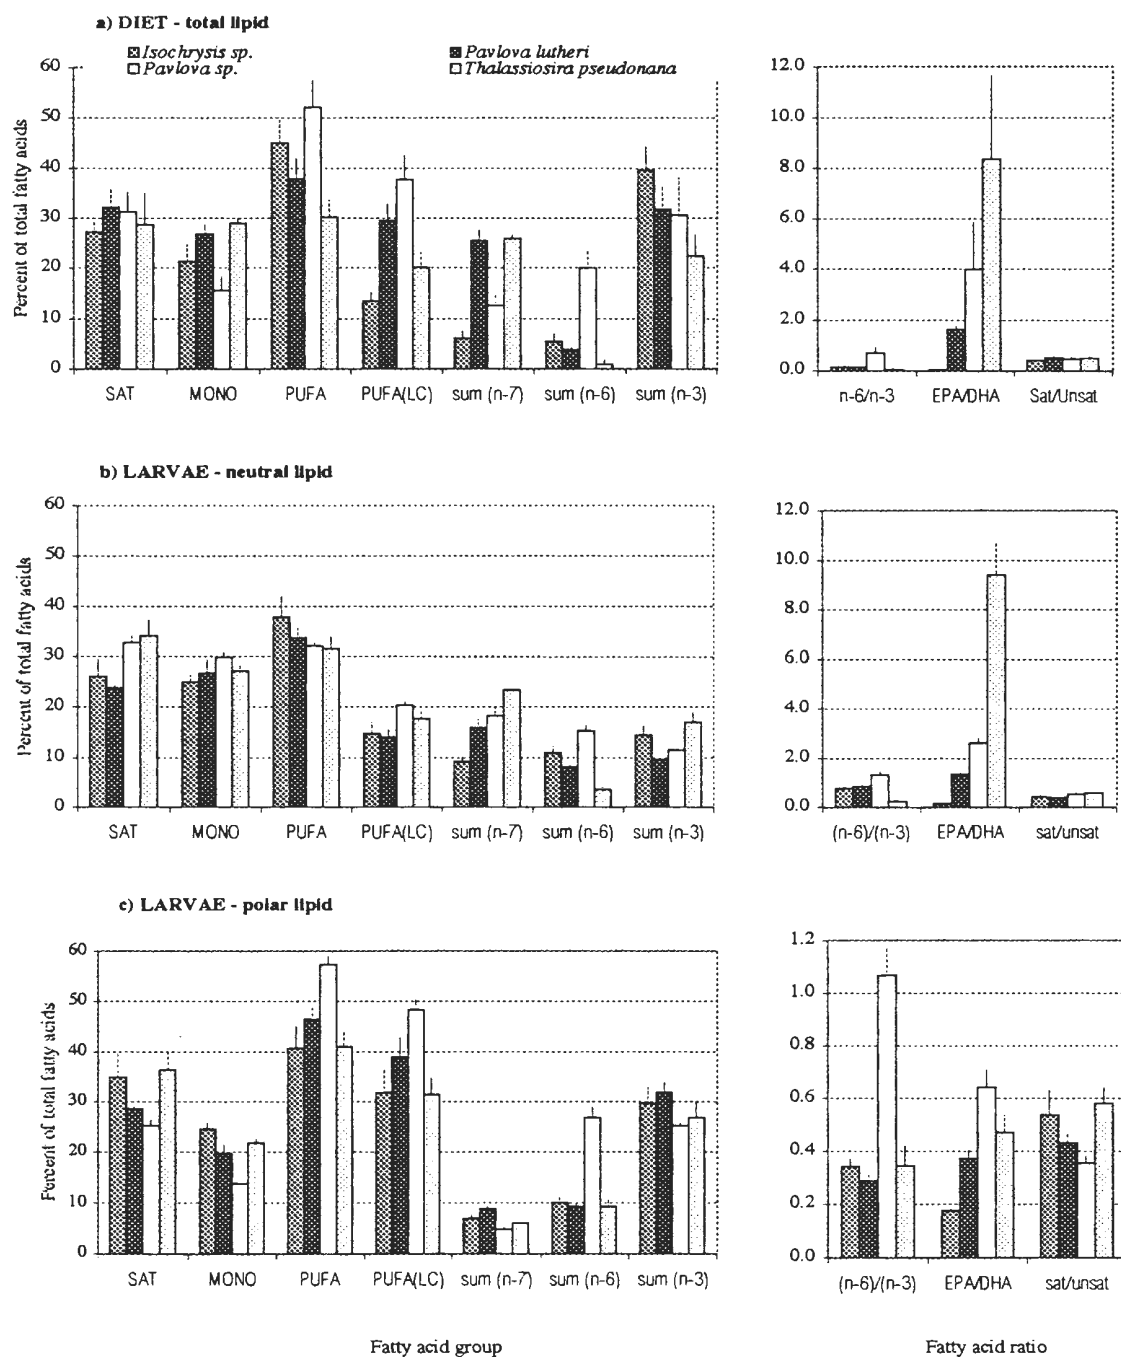 a) DIET - total lipid
Isochrysis sp. Pavlova lutheri
Pavlova sp. Thalassiosira pseudonana
Percent of total fatty acids
60
50
40
30
20
10
0
SAT MONO PUFA PUFA(LC) sum (n-7) sum (n-6) sum (n-3)
12.0
10.0
8.0
6.0
4.0
2.0
0.0
n-6/n-3 EPA/DHA Sat/Unsat
b) LARVAE - neutral lipid
Percent of total fatty acids
60
50
40
30
20
10
0
SAT MONO PUFA PUFA(LC) sum (n-7) sum (n-6) sum (n-3)
12.0
10.0
8.0
6.0
4.0
2.0
0.0
(n-6)/(n-3) EPA/DHA sat/unsat
c) LARVAE - polar lipid
Percent of total fatty acids
60
50
40
30
20
10
0
SAT MONO PUFA PUFA(LC) sum (n-7) sum (n-6) sum (n-3)
1.2
1.0
0.8
0.6
0.4
0.2
0.0
(n-6)/(n-3) EPA/DHA sat/unsat
Fatty acid group Fatty acid ratio